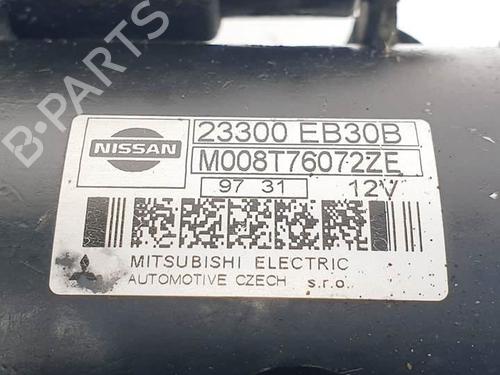 NISSAN
23300 EB30B
M008T76072ZE
97 31
12V
MITSUBISHI ELECTRIC
AUTOMOTIVE CZECH s.r.o.
B-PARTS